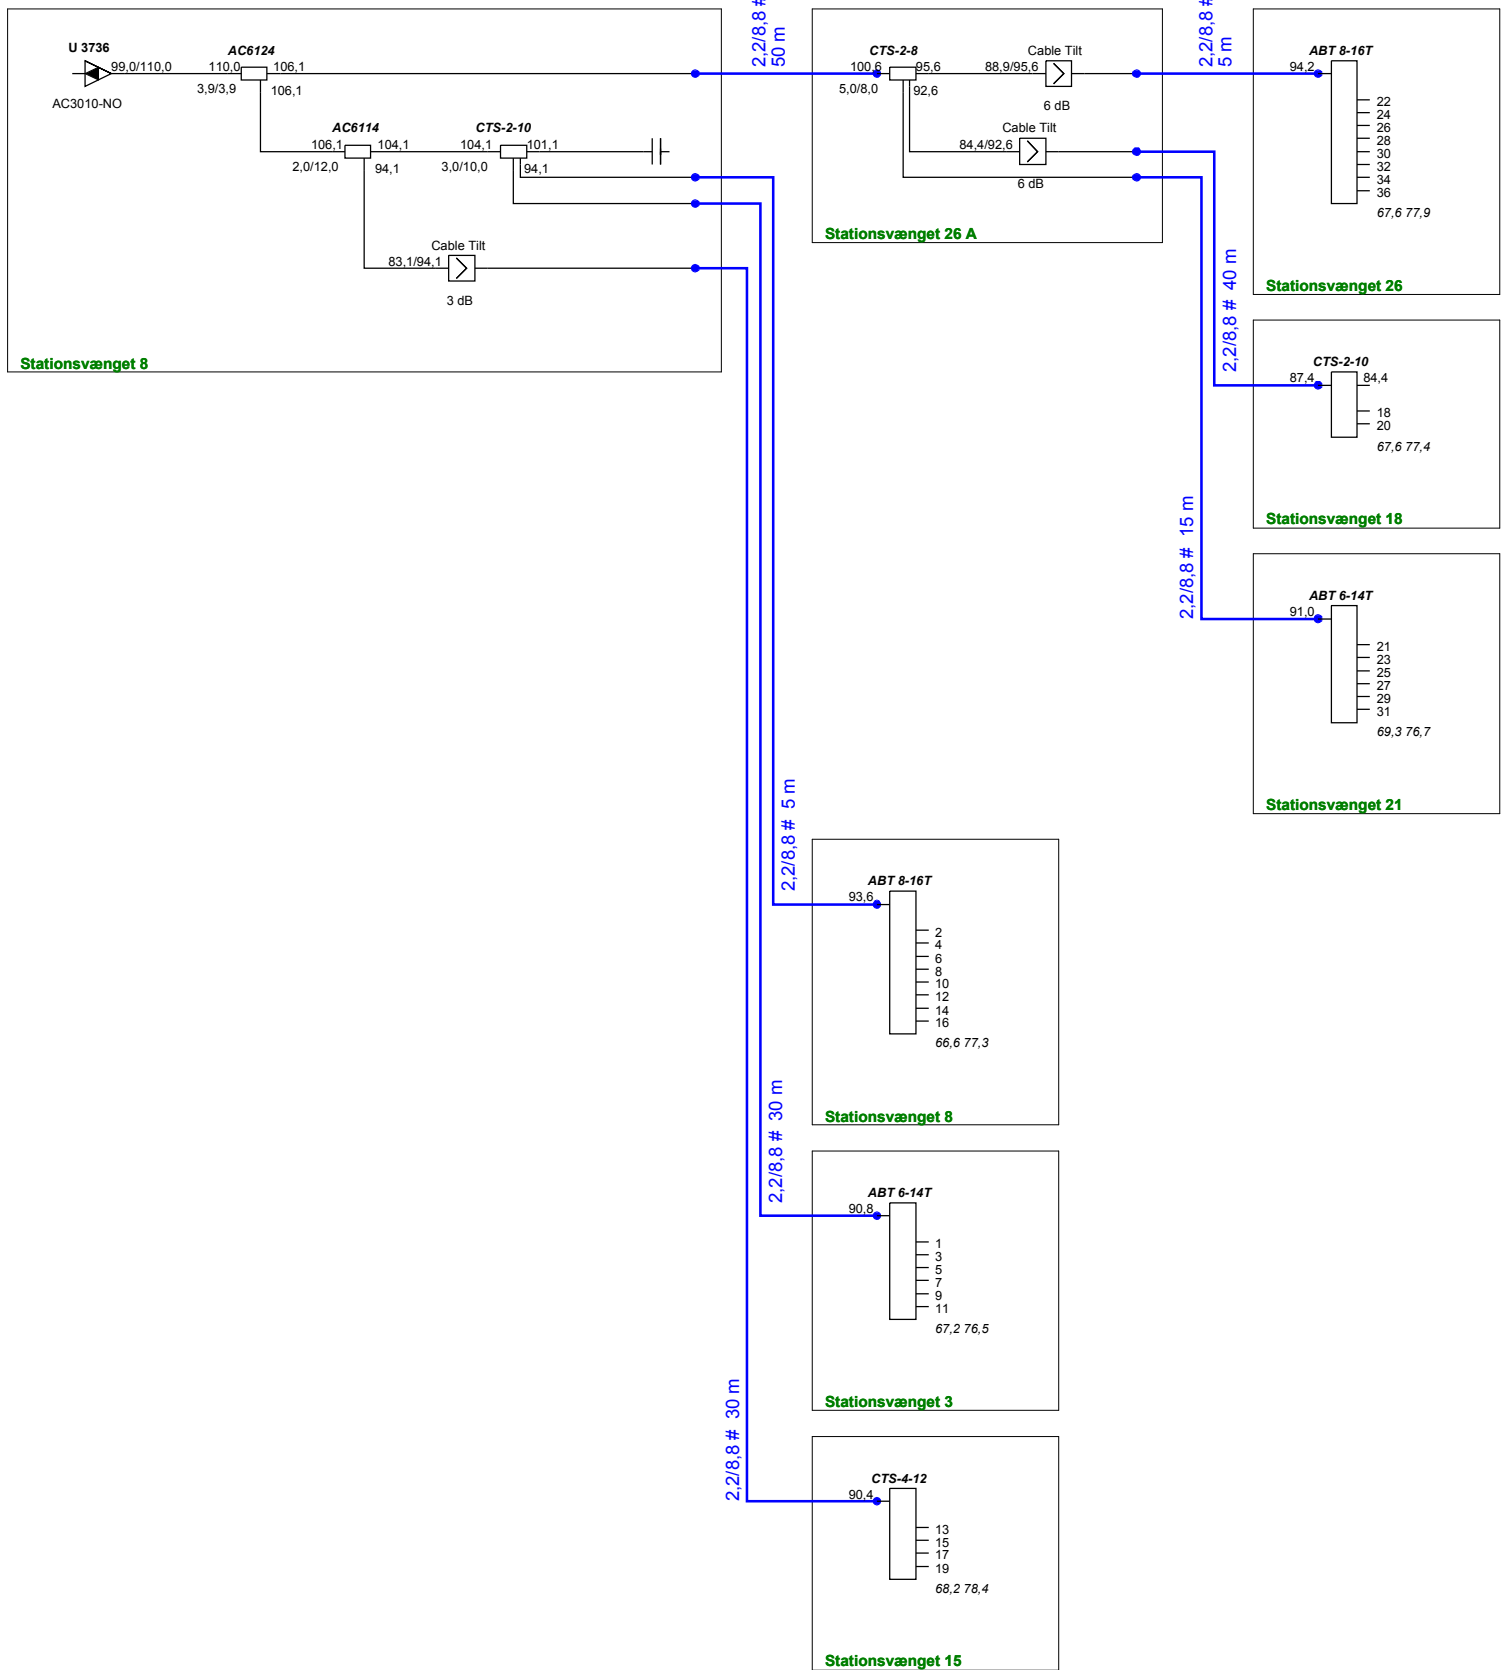 U 3736
99,0/110,0
AC3010-NO
AC6124
110,0
106,1
3,9/3,9
106,1
AC6114
106,1
104,1
2,0/12,0
94,1
CTS-2-10
104,1
101,1
3,0/10,0
94,1
Cable Tilt
83,1/94,1
3 dB
Stationsvænget 8
2,2/8,8 #
50 m
CTS-2-8
100,6
95,6
5,0/8,0
92,6
Cable Tilt
88,9/95,6
6 dB
Cable Tilt
84,4/92,6
6 dB
Stationsvænget 26 A
2,2/8,8 #
5 m
ABT 8-16T
94,2
22
24
26
28
30
32
34
36
67,6 77,9
Stationsvænget 26
2,2/8,8 # 40 m
CTS-2-10
87,4
84,4
18
20
67,6 77,4
Stationsvænget 18
2,2/8,8 # 15 m
ABT 6-14T
91,0
21
23
25
27
29
31
69,3 76,7
Stationsvænget 21
2,2/8,8 # 5 m
ABT 8-16T
93,6
2
4
6
8
10
12
14
16
66,6 77,3
Stationsvænget 8
2,2/8,8 # 30 m
ABT 6-14T
90,8
1
3
5
7
9
11
67,2 76,5
Stationsvænget 3
2,2/8,8 # 30 m
CTS-4-12
90,4
13
15
17
19
68,2 78,4
Stationsvænget 15